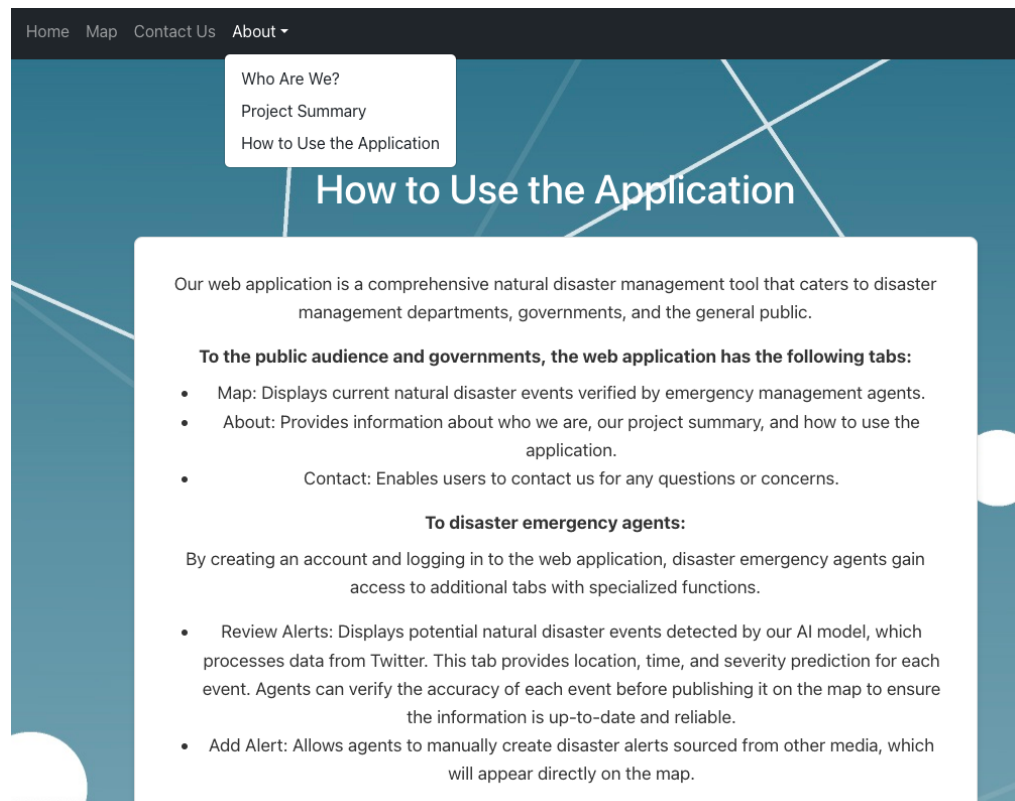 Home Map Contact Us About
Who Are We?
Project Summary
How to Use the Application
How to Use the Application
Our web application is a comprehensive natural disaster management tool that caters to disaster
management departments, governments, and the general public.
To the public audience and governments, the web application has the following tabs:
• Map: Displays current natural disaster events verified by emergency management agents.
• About: Provides information about who we are, our project summary, and how to use the
application.
• Contact: Enables users to contact us for any questions or concerns.
To disaster emergency agents:
By creating an account and logging in to the web application, disaster emergency agents gain
access to additional tabs with specialized functions.
• Review Alerts: Displays potential natural disaster events detected by our AI model, which
processes data from Twitter. This tab provides location, time, and severity prediction for each
event. Agents can verify the accuracy of each event before publishing it on the map to ensure
the information is up-to-date and reliable.
• Add Alert: Allows agents to manually create disaster alerts sourced from other media, which
will appear directly on the map.